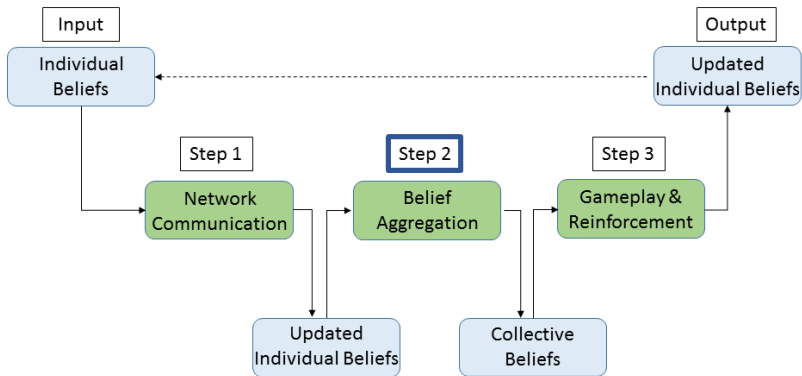 Input
Output
Individual
Beliefs
Updated
Individual Beliefs
Step 1
Step 2
Step 3
Network
Communication
Belief
Aggregation
Gameplay &
Reinforcement
Updated
Individual Beliefs
Collective
Beliefs